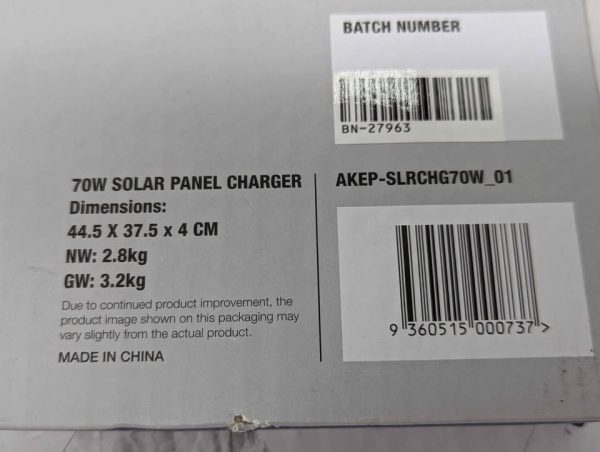 BATCH NUMBER
BN-27963
70W SOLAR PANEL CHARGER
Dimensions:
44.5 X 37.5 x 4 CM
NW: 2.8kg
GW: 3.2kg
Due to continued product improvement, the
product image shown on this packaging may
vary slightly from the actual product.
MADE IN CHINA
AKEP-SLRCHG70W_01
9 360515 000737 >